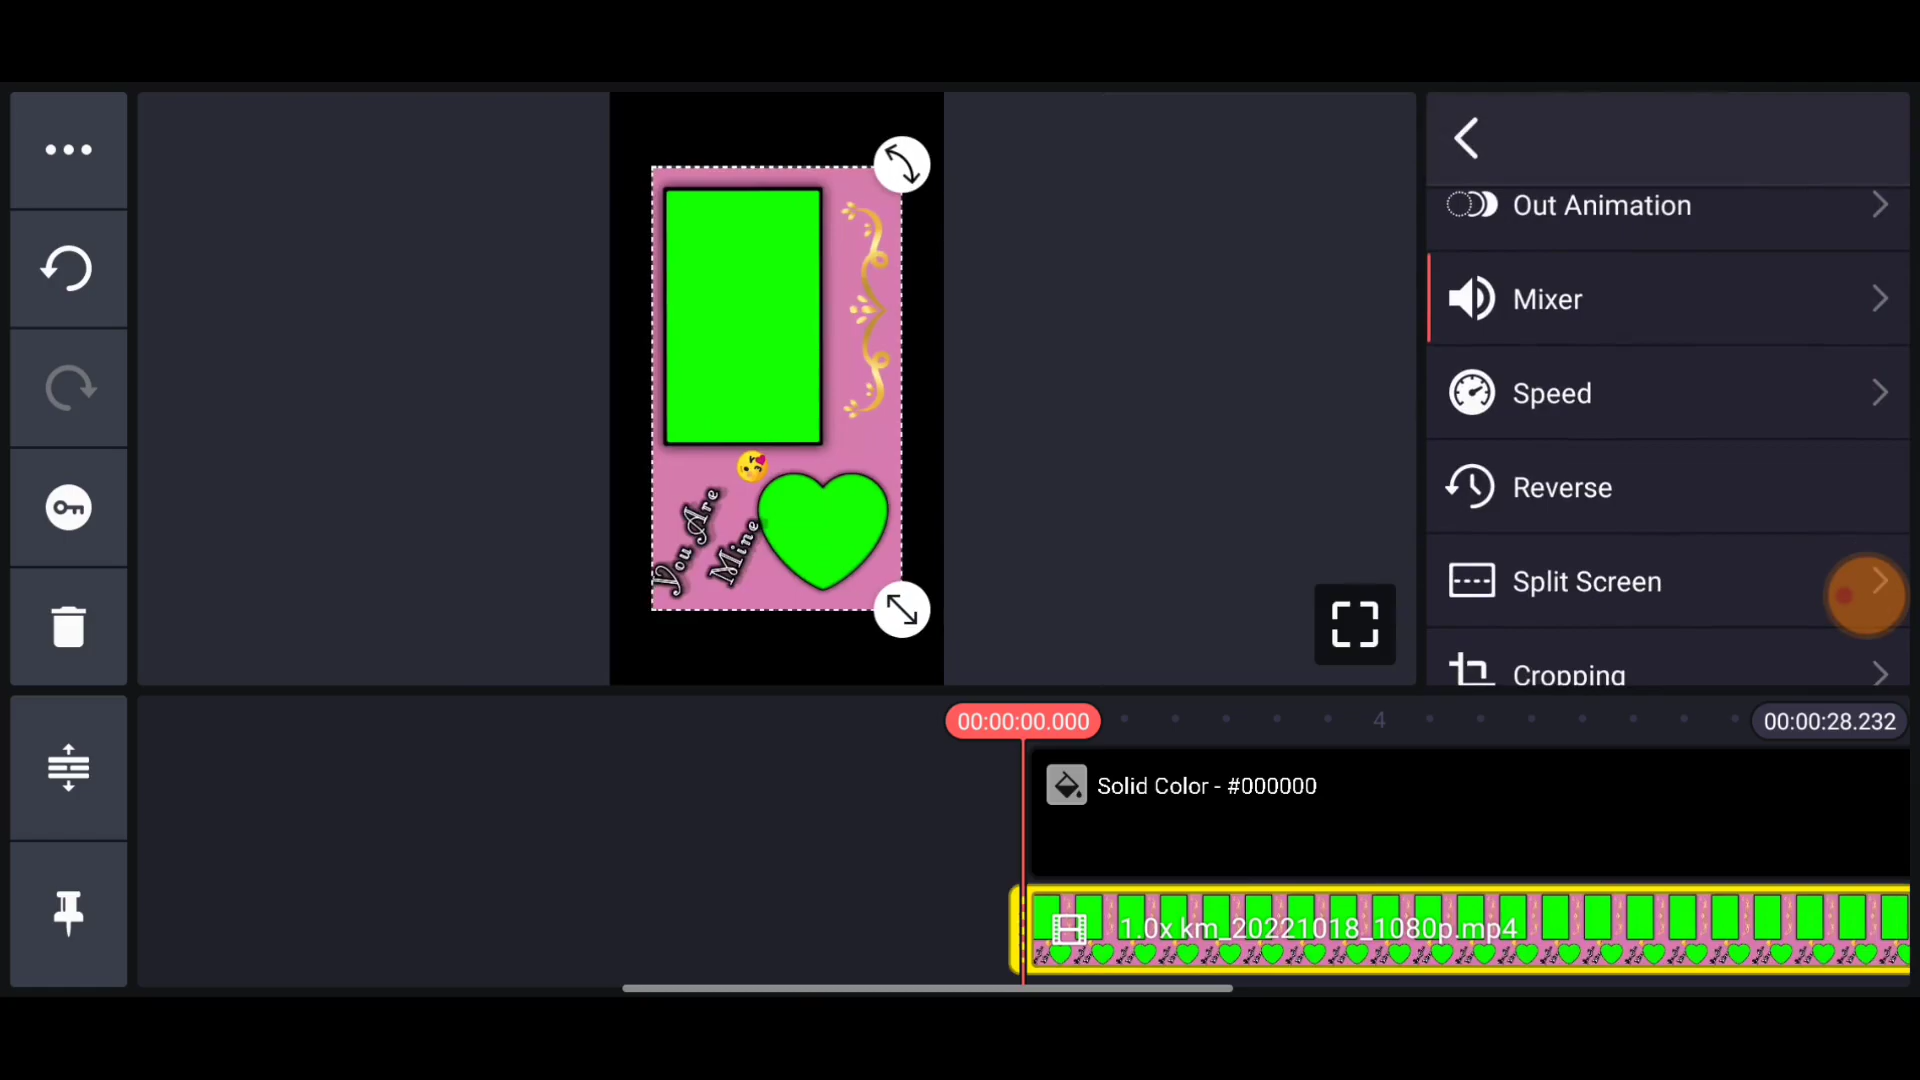 Out Animation
Mixer
Speed
Reverse
Split Screen
Cropping
You Are
Mine
00:00:00.000
4
00:00:28.232
Solid Color - #000000
1.0x km_20221018_1080p.mp4